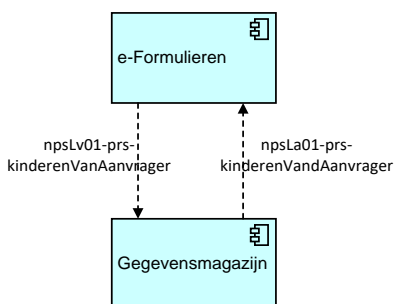 e-Formulieren
npsLv01-prs-
kinderenVanAanvrager
npsLa01-prs-
kinderenVandAanvrager
Gegevensmagazijn